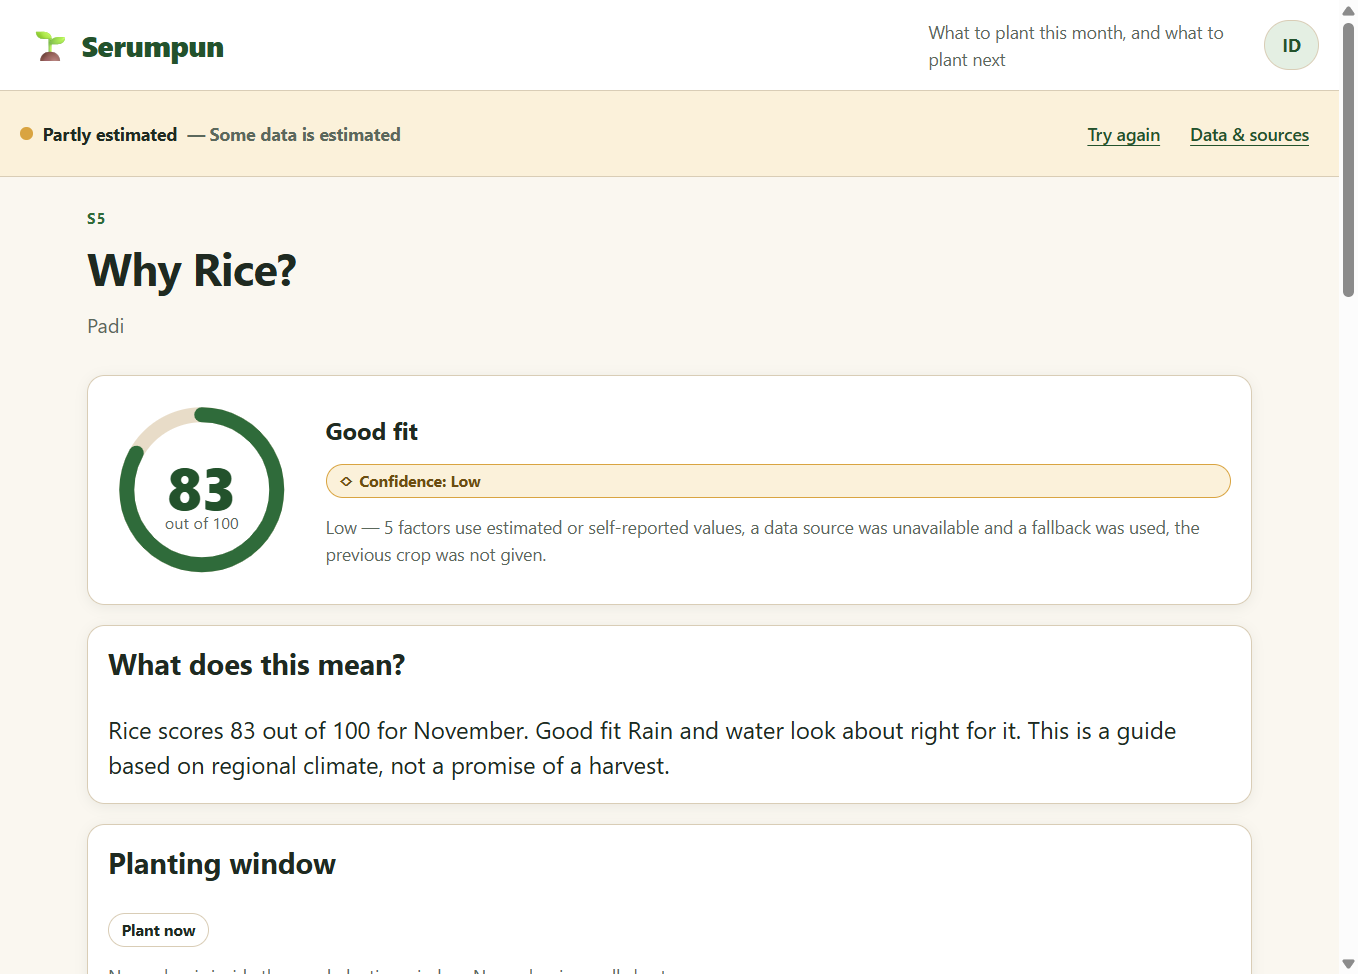 Serumpun
What to plant this month, and what to
plant next
ID
Partly estimated — Some data is estimated
Try again
Data & sources
S5
Why Rice?
Padi
83
out of 100
Good fit
Confidence: Low
Low — 5 factors use estimated or self-reported values, a data source was unavailable and a fallback was used, the
previous crop was not given.
What does this mean?
Rice scores 83 out of 100 for November. Good fit Rain and water look about right for it. This is a guide
based on regional climate, not a promise of a harvest.
Planting window
Plant now